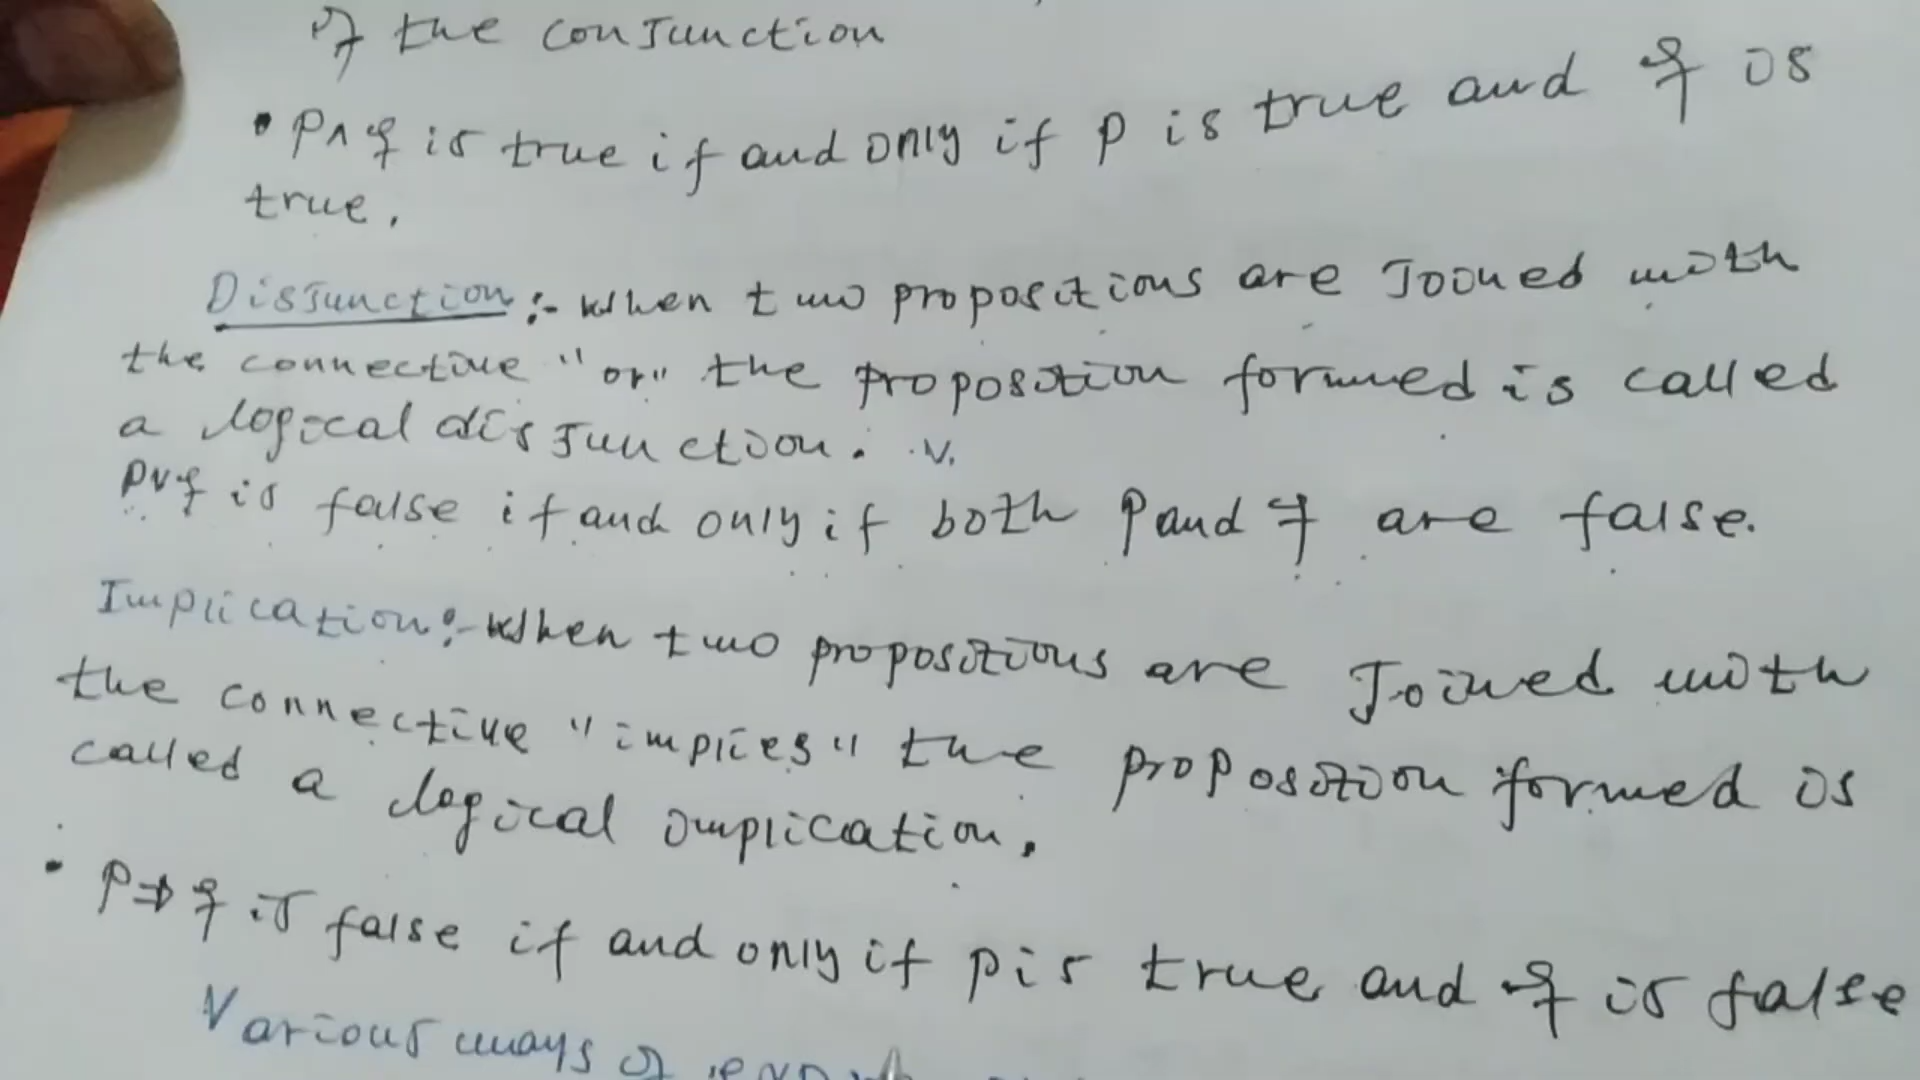 of the conjunction
• p∧q is true if and only if p is true and q is
true.
Disjunction :- When two propositions are Joined with
the connective "or" the proposition formed is called
a logical disjunction. ∨.
p∨q is false if and only if both p and q are false.
Implication :- When two propositions are Joined with
the connective "implies" the proposition formed is
called a logical implication.
• p⇒q is false if and only if p is true and q is false
Various ways of